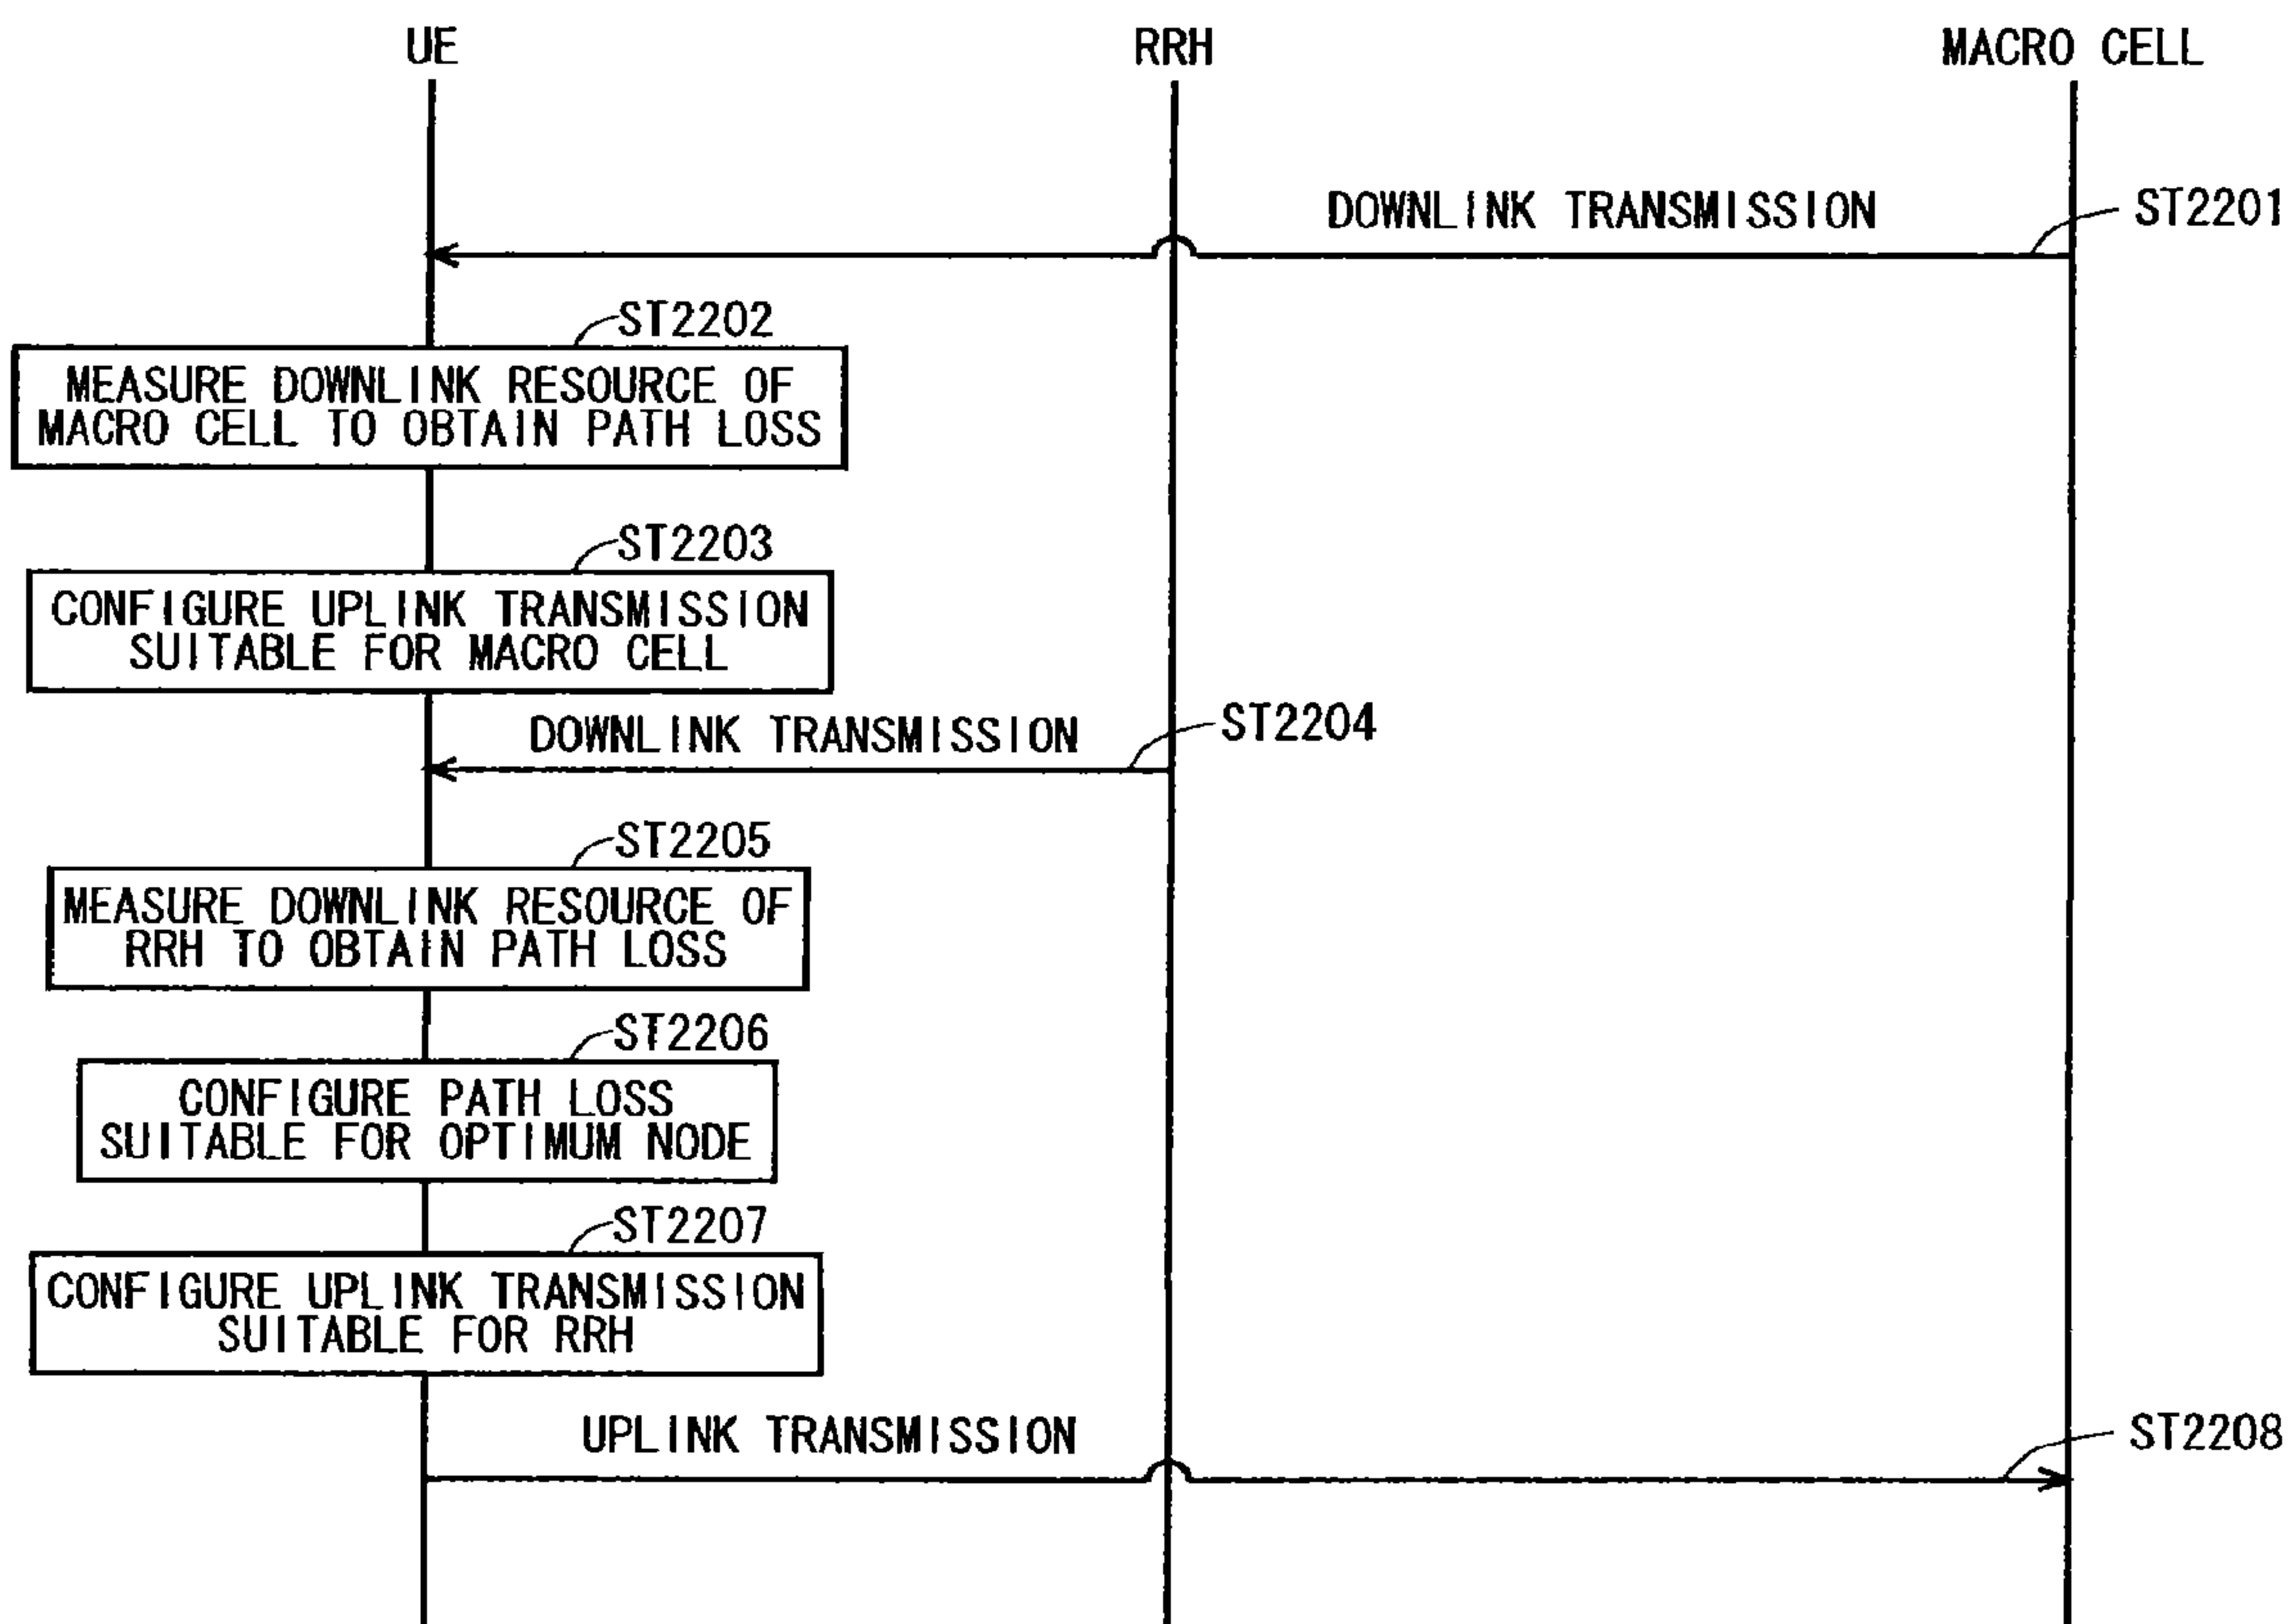 UE
RRH
MACRO CELL
DOWNLINK TRANSMISSION
ST2201
ST2202
MEASURE DOWNLINK RESOURCE OF
MACRO CELL TO OBTAIN PATH LOSS
ST2203
CONFIGURE UPLINK TRANSMISSION
SUITABLE FOR MACRO CELL
DOWNLINK TRANSMISSION
ST2204
ST2205
MEASURE DOWNLINK RESOURCE OF
RRH TO OBTAIN PATH LOSS
ST2206
CONFIGURE PATH LOSS
SUITABLE FOR OPTIMUM NODE
ST2207
CONFIGURE UPLINK TRANSMISSION
SUITABLE FOR RRH
UPLINK TRANSMISSION
ST2208